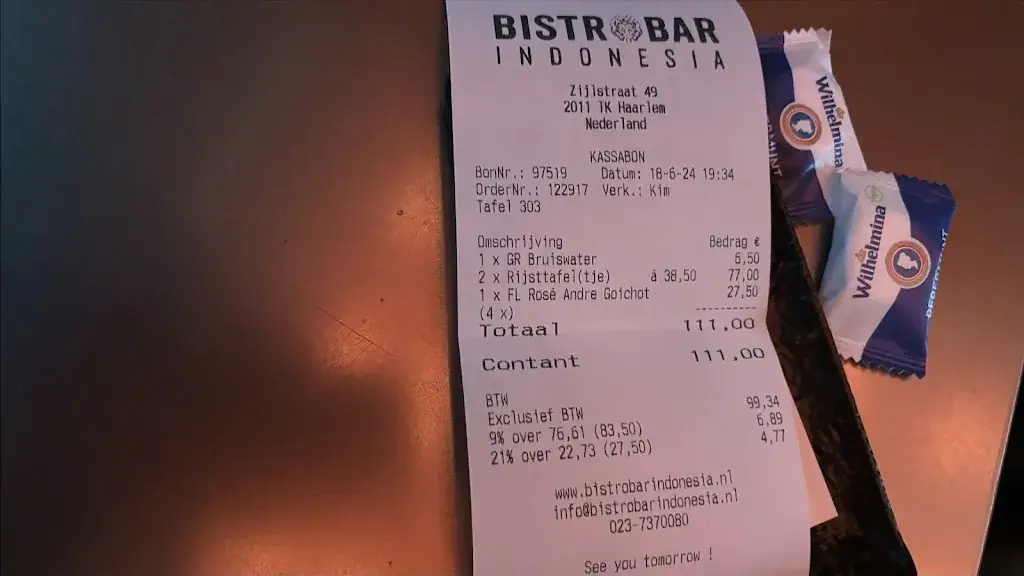 BISTROBAR
INDONESIA
Zijlstraat 49
2011 TK Haarlem
Nederland
KASSABON
BonNr.: 97519 Datum: 18-6-24 19:34
OrderNr.: 122917 Verk.: Kim
Tafel 303
Omschrijving Bedrag €
1 x GR Bruiswater 6,50
2 x Rijsttafel(tje) à 38,50 77,00
1 x FL Rosé Andre Goichot 27,50
(4 x)
Totaal 111,00
Contant 111,00
BTW
Exclusief BTW 99,34
9% over 76,61 (83,50) 6,89
21% over 22,73 (27,50) 4,77
www.bistrobarindonesia.nl
info@bistrobarindonesia.nl
023-7370080
See you tomorrow !
Wilhelmina
Wilhelmina
PEPERMUNT